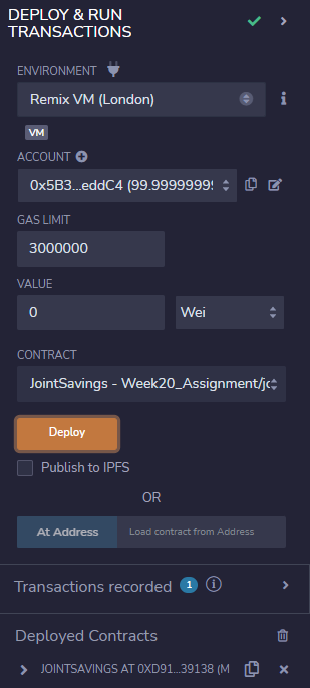 DEPLOY & RUN
TRANSACTIONS
ENVIRONMENT
Remix VM (London)
VM
ACCOUNT
0x5B3...eddC4 (99.99999999
GAS LIMIT
3000000
VALUE
0 Wei
CONTRACT
JointSavings - Week20_Assignment/jc
Deploy
Publish to IPFS
OR
At Address Load contract from Address
Transactions recorded 1
Deployed Contracts
JOINTSAVINGS AT 0XD91...39138 (M